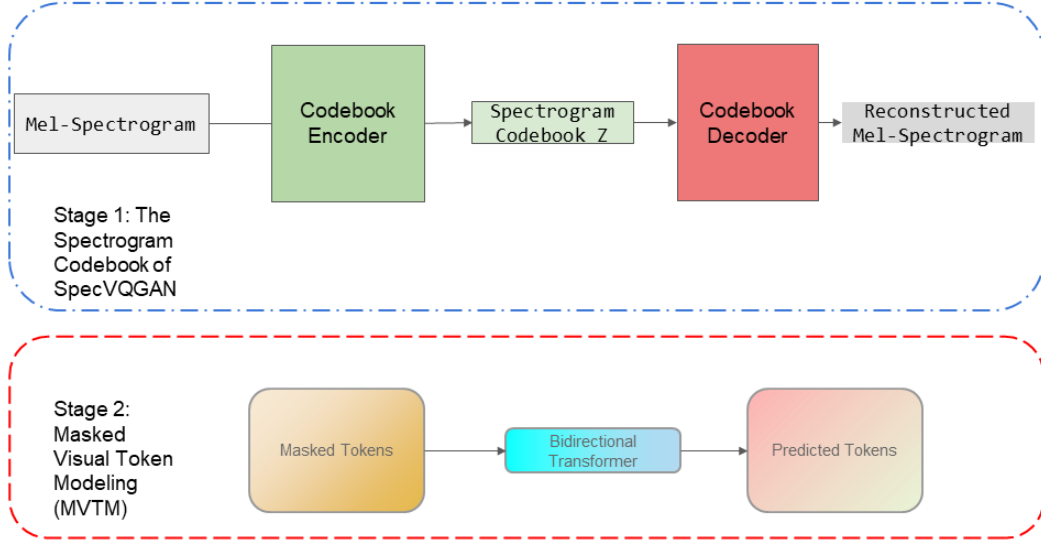 Mel-Spectrogram
Codebook
Encoder
Spectrogram
Codebook Z
Codebook
Decoder
Reconstructed
Mel-Spectrogram
Stage 1: The
Spectrogram
Codebook of
SpecVQGAN
Stage 2:
Masked
Visual Token
Modeling
(MVTM)
Masked Tokens
Bidirectional
Transformer
Predicted Tokens